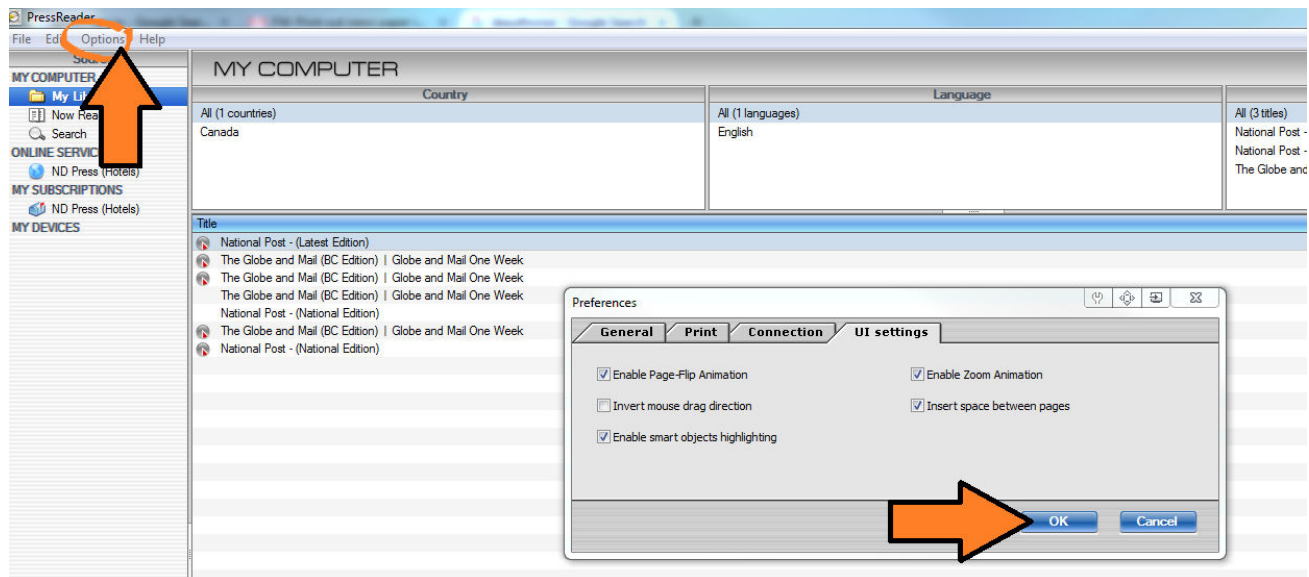 PressReader
File Edi Options Help
MY COMPUTER
My Li
Now Rea
Search
ONLINE SERVIC
ND Press (Hotels)
MY SUBSCRIPTIONS
ND Press (Hotels)
MY DEVICES
MY COMPUTER
Country
All (1 countries)
Canada
Language
All (1 languages)
English
All (3 titles)
National Post -
National Post -
The Globe and
Title
National Post - (Latest Edition)
The Globe and Mail (BC Edition) | Globe and Mail One Week
The Globe and Mail (BC Edition) | Globe and Mail One Week
The Globe and Mail (BC Edition) | Globe and Mail One Week
National Post - (National Edition)
The Globe and Mail (BC Edition) | Globe and Mail One Week
National Post - (National Edition)
Preferences
General Print Connection UI settings
Enable Page-Flip Animation
Enable Zoom Animation
Invert mouse drag direction
Insert space between pages
Enable smart objects highlighting
OK Cancel